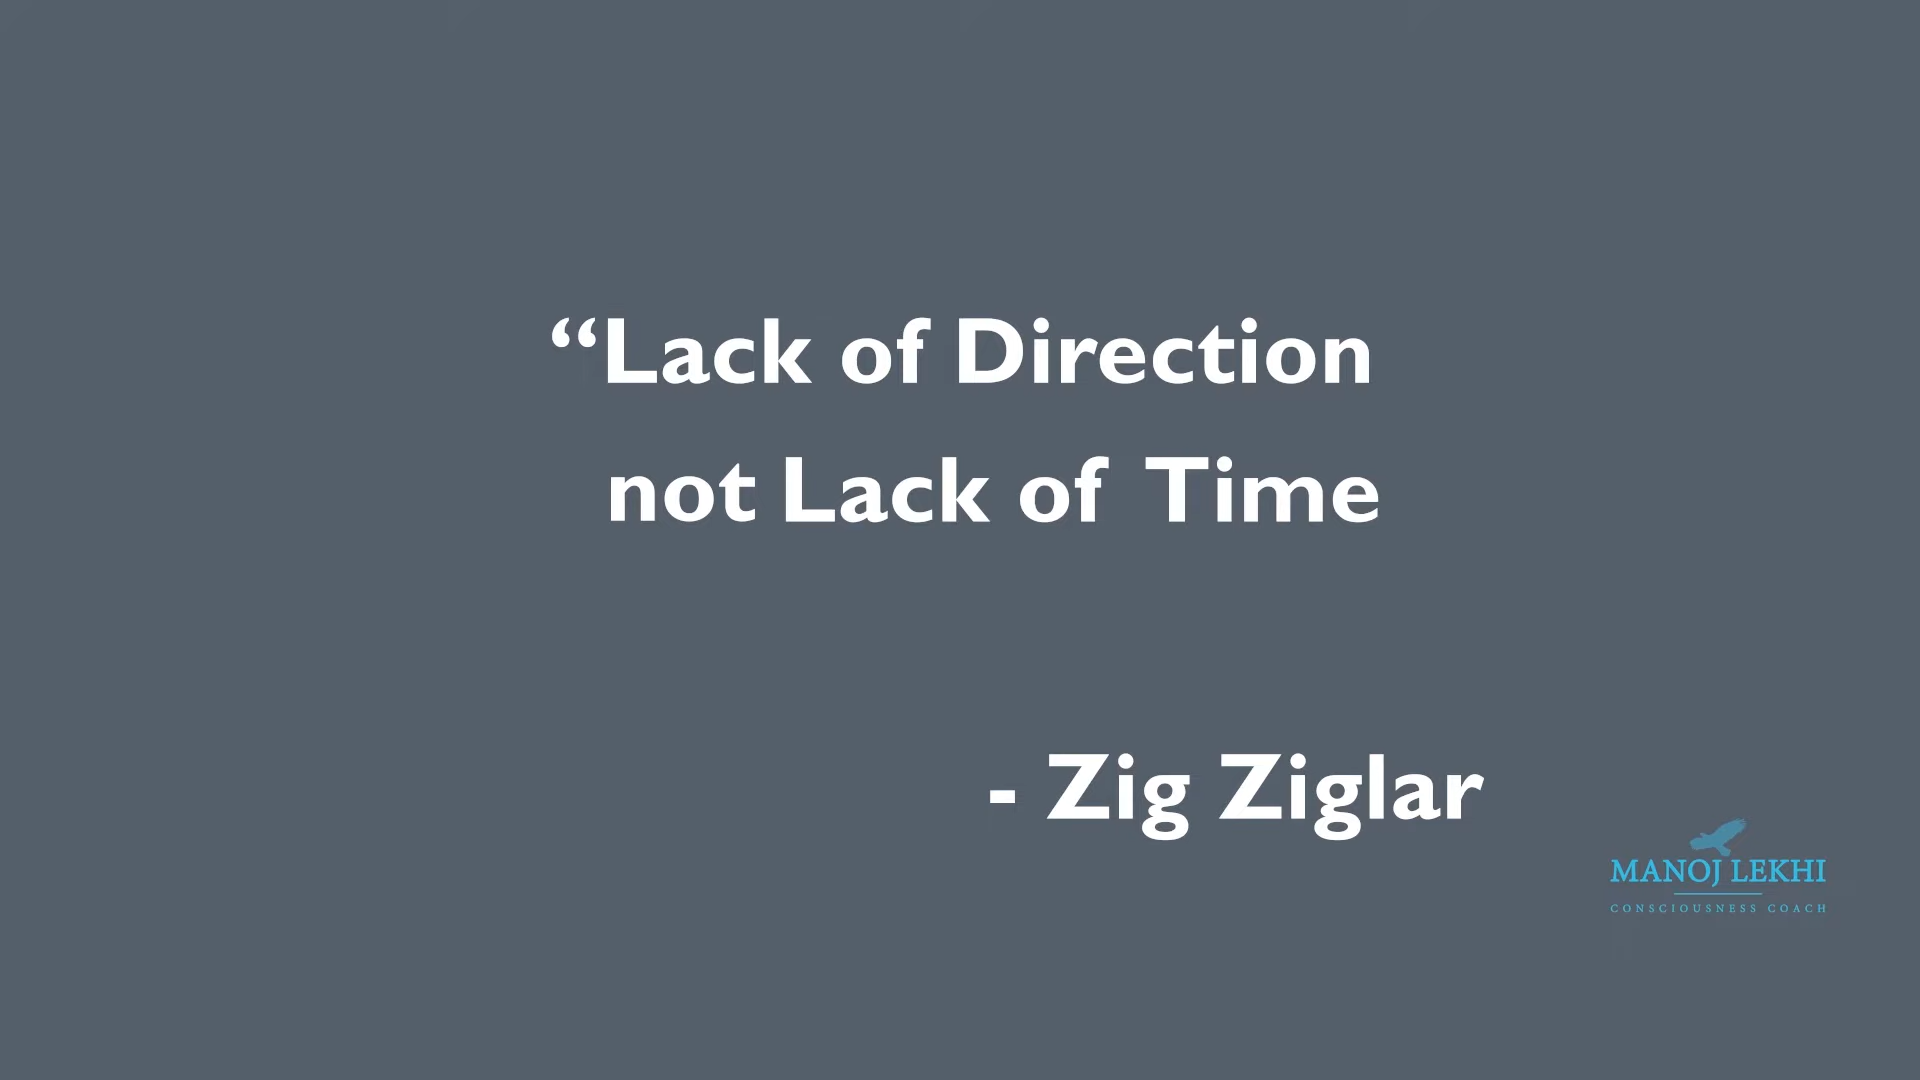 “Lack of Direction
not Lack of Time
- Zig Ziglar
MANOJ LEKHI
CONSCIOUSNESS COACH